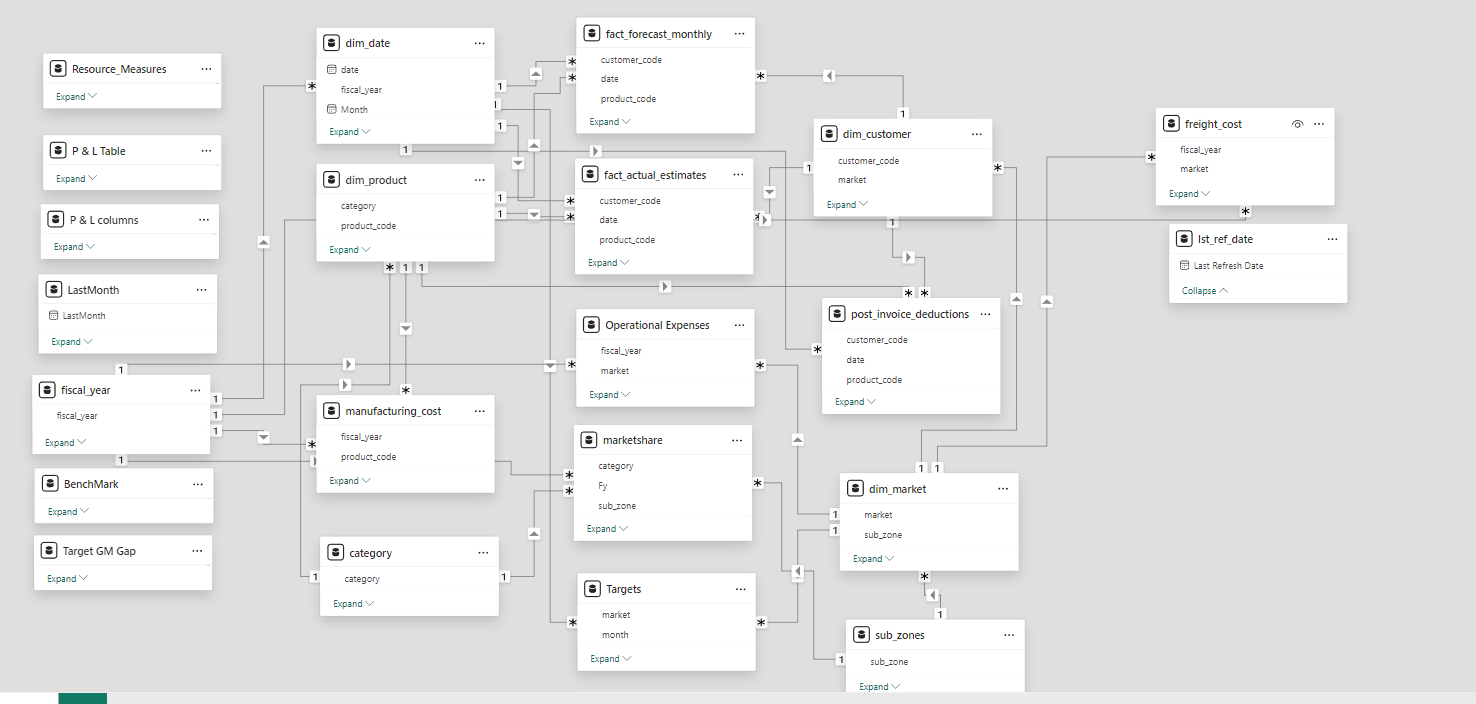 Resource_Measures
Expand
P & L Table
Expand
P & L columns
Expand
LastMonth
LastMonth
Expand
fiscal_year
fiscal_year
Expand
BenchMark
Expand
Target GM Gap
Expand
dim_date
date
fiscal_year
Month
Expand
dim_product
category
product_code
Expand
manufacturing_cost
fiscal_year
product_code
Expand
category
category
Expand
fact_forecast_monthly
customer_code
date
product_code
Expand
fact_actual_estimates
customer_code
date
product_code
Expand
Operational Expenses
fiscal_year
market
Expand
marketshare
category
Fy
sub_zone
Expand
Targets
market
month
Expand
dim_customer
customer_code
market
Expand
post_invoice_deductions
customer_code
date
product_code
Expand
dim_market
market
sub_zone
Expand
sub_zones
sub_zone
Expand
freight_cost
fiscal_year
market
Expand
lst_ref_date
Last Refresh Date
Collapse